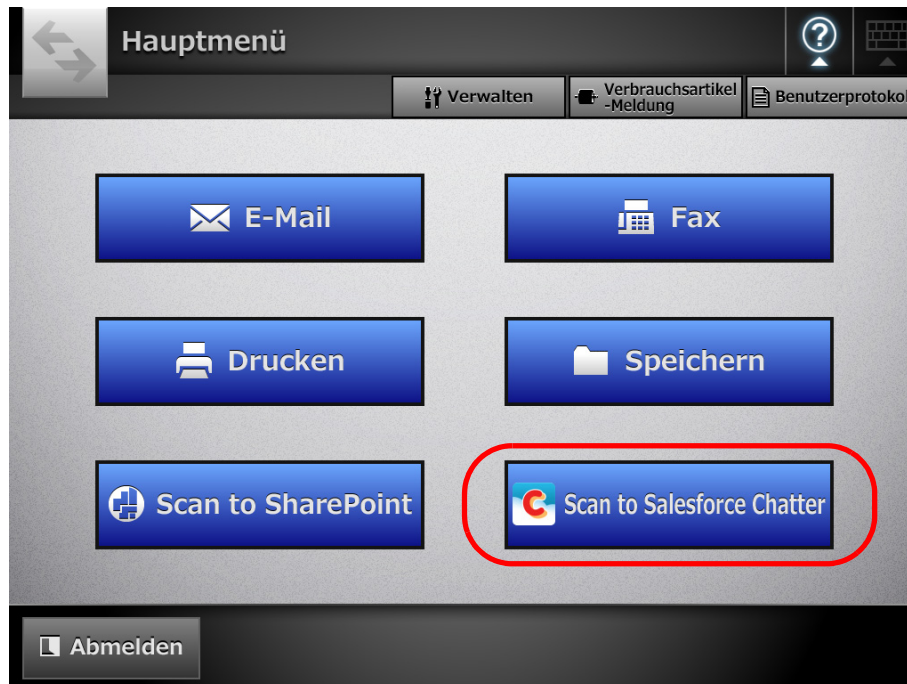 Hauptmenü
?
Verwalten
Verbrauchsartikel
-Meldung
Benutzerprotokol
E-Mail
Fax
Drucken
Speichern
Scan to SharePoint
C Scan to Salesforce Chatter
Abmelden